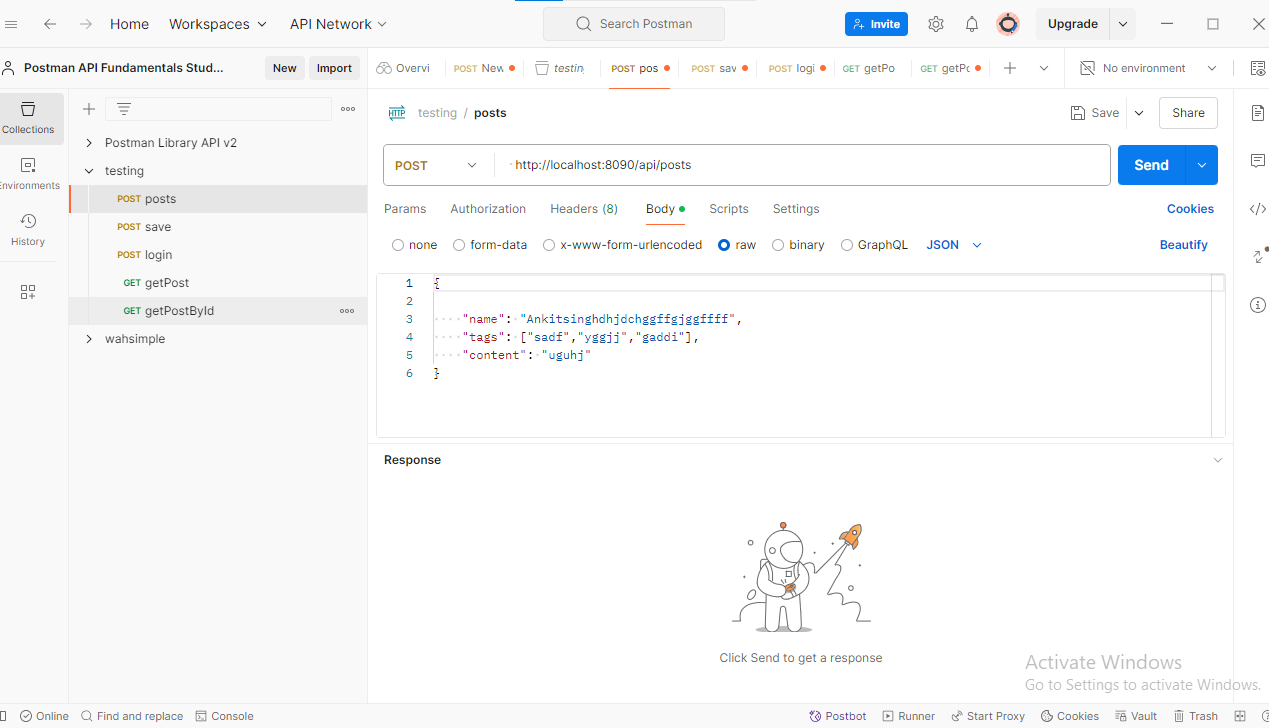 Home Workspaces API Network Search Postman Invite Upgrade
Postman API Fundamentals Stud... New Import Overvi POST New testin POST pos POST sav POST logi GET getPo GET getPo No environment
Collections
Environments
History
Postman Library API v2
testing
POST posts
POST save
POST login
GET getPost
GET getPostById
wahsimple
HTTP testing / posts Save Share
POST http://localhost:8090/api/posts Send
Params Authorization Headers (8) Body Scripts Settings Cookies
none form-data x-www-form-urlencoded raw binary GraphQL JSON Beautify
1 {
2
3 "name": "Ankitsinghdhjdchggffgjggffff",
4 "tags": ["sadf","yggjj","gaddi"],
5 "content": "uguhj"
6 }
Response
Click Send to get a response
Activate Windows
Go to Settings to activate Windows.
Online Find and replace Console Postbot Runner Start Proxy Cookies Vault Trash